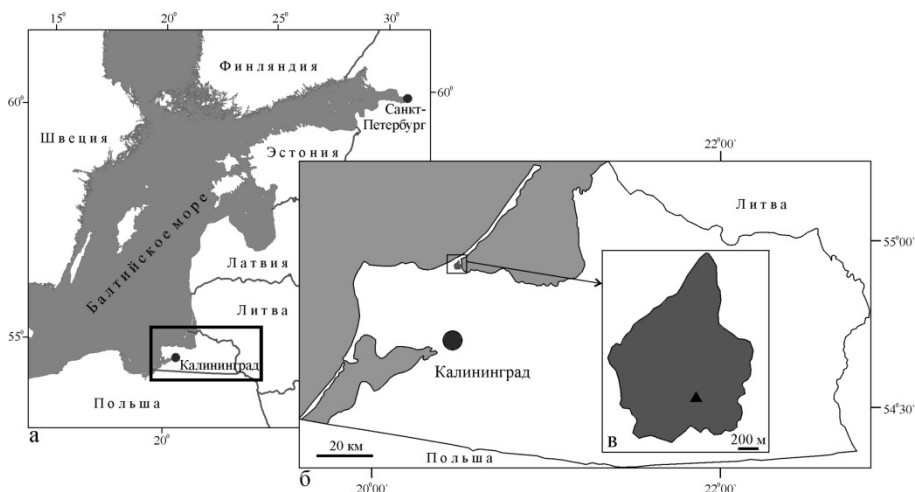 15°
20°
25°
30°
60°
Финляндия
60°
Санкт-
Петербург
Швеция
Эстония
Балтийское море
Латвия
Литва
55°
Калининград
Польша
а
20°
22°00'
Литва
55°00'
Калининград
54°30'
в
200 м
20 км
Польша
б
20°00'
22°00'